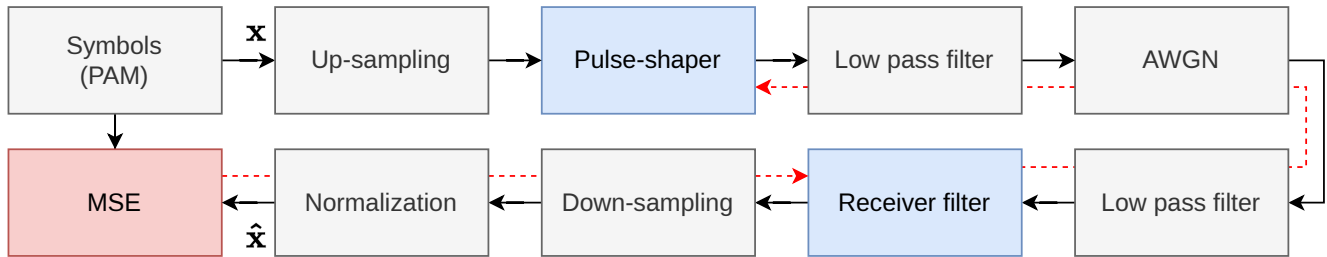 Symbols
(PAM)
x
Up-sampling
Pulse-shaper
Low pass filter
AWGN
MSE
x̂
Normalization
Down-sampling
Receiver filter
Low pass filter